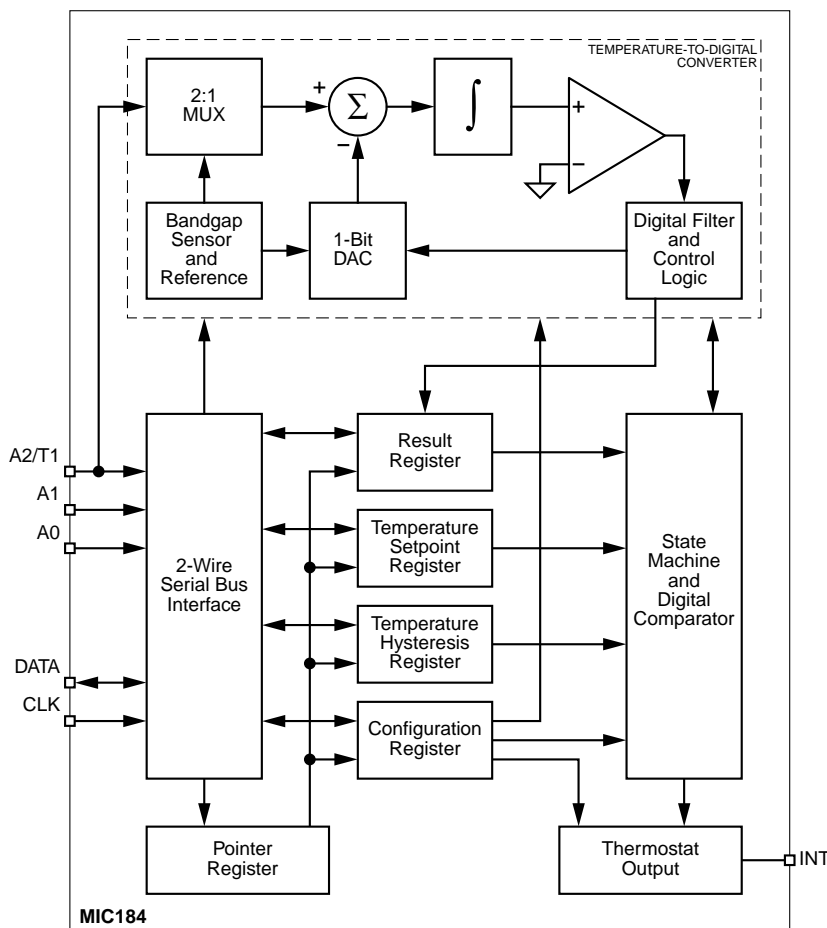 TEMPERATURE-TO-DIGITAL
CONVERTER
2:1
MUX
+
Σ
−
∫
+
−
Bandgap
Sensor
and
Reference
1-Bit
DAC
Digital Filter
and
Control
Logic
A2/T1
A1
A0
DATA
CLK
2-Wire
Serial Bus
Interface
Result
Register
Temperature
Setpoint
Register
Temperature
Hysteresis
Register
Configuration
Register
State
Machine
and
Digital
Comparator
Pointer
Register
Thermostat
Output
INT
MIC184